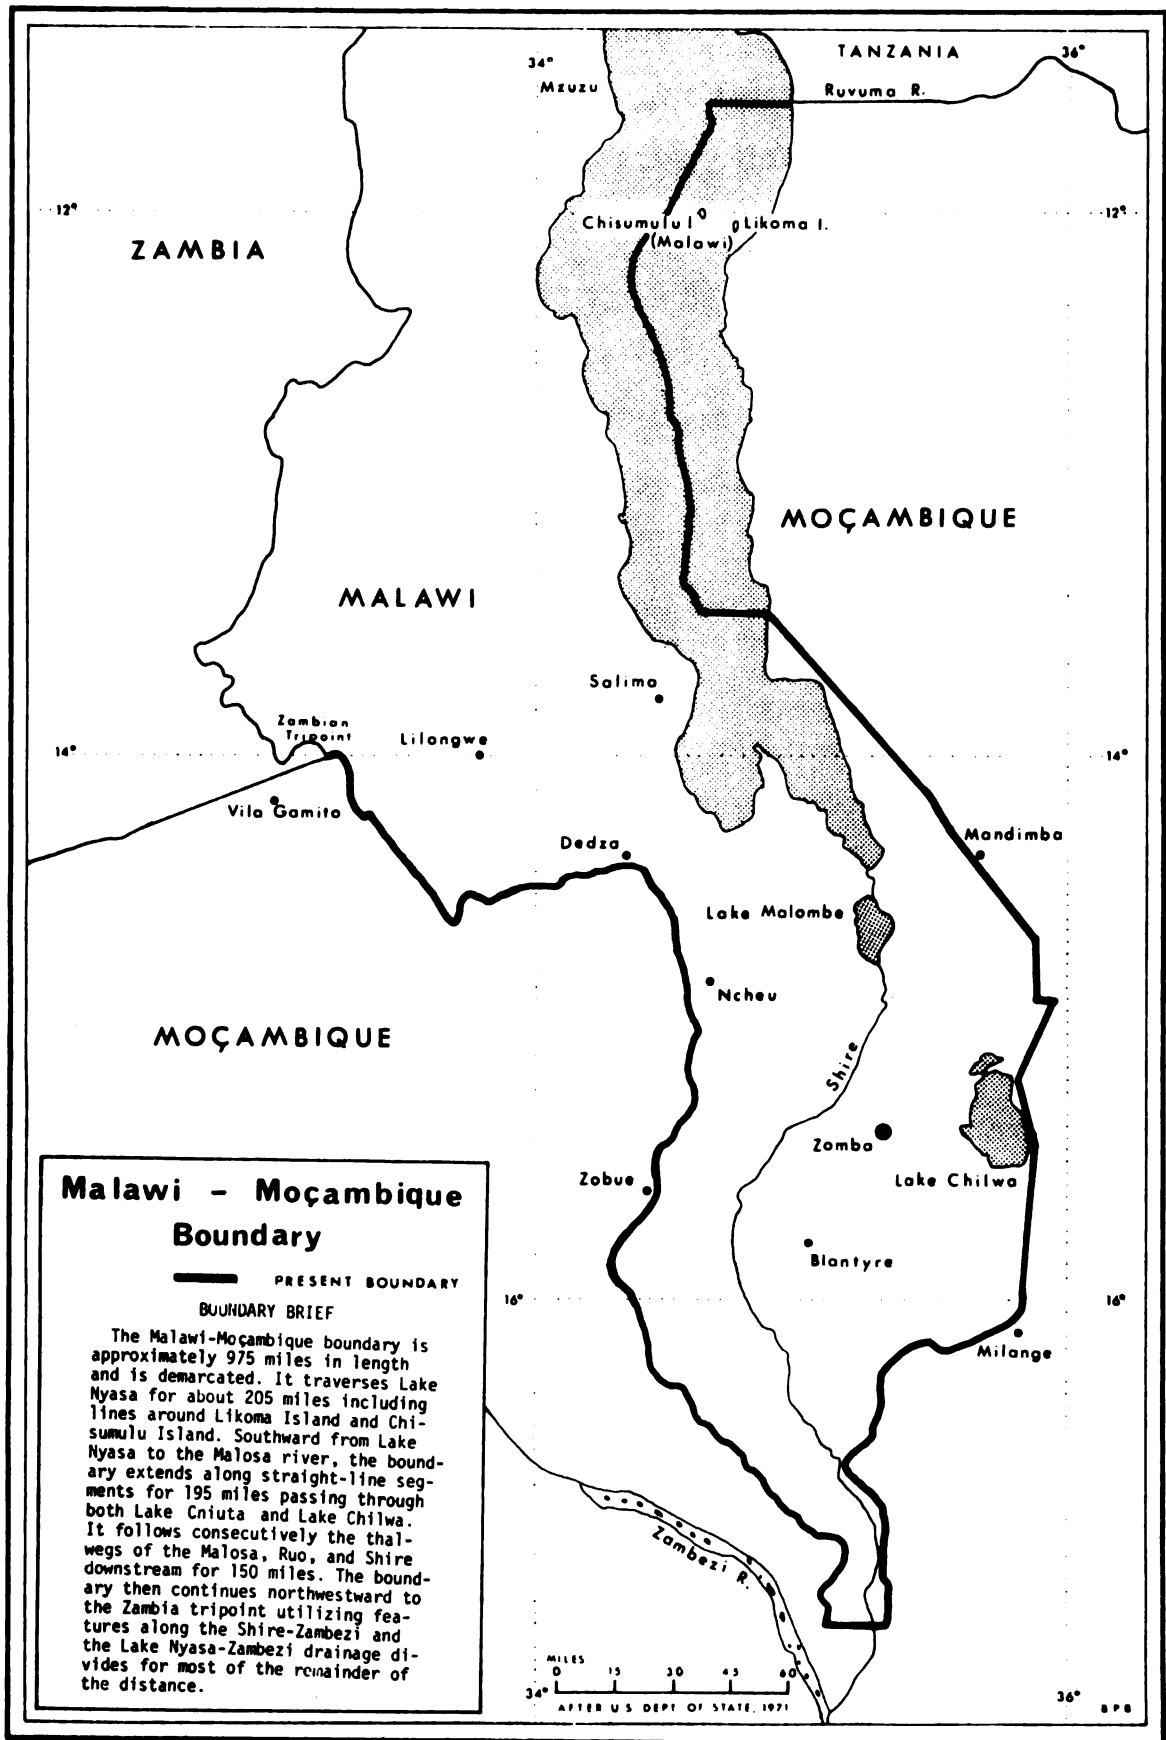 TANZANIA
34°
36°
Mzuzu
Ruvuma R.
12°
12°
Chisumulu I
Likoma I.
(Malawi)
ZAMBIA
MOÇAMBIQUE
MALAWI
Salima
Zambian
Tripoint
Lilongwe
14°
14°
Vila Gamito
Mandimba
Dedza
Lake Malombe
Ncheu
MOÇAMBIQUE
Shire
Zomba
Lake Chilwa
Zobue
Blantyre
16°
16°
Milange
Zambezi R.
Malawi – Moçambique
Boundary
PRESENT BOUNDARY
BOUNDARY BRIEF
The Malawi-Moçambique boundary is
approximately 975 miles in length
and is demarcated. It traverses Lake
Nyasa for about 205 miles including
lines around Likoma Island and Chi-
sumulu Island. Southward from Lake
Nyasa to the Malosa river, the bound-
ary extends along straight-line seg-
ments for 195 miles passing through
both Lake Cniuta and Lake Chilwa.
It follows consecutively the thal-
wegs of the Malosa, Ruo, and Shire
downstream for 150 miles. The bound-
ary then continues northwestward to
the Zambia tripoint utilizing fea-
tures along the Shire-Zambezi and
the Lake Nyasa-Zambezi drainage di-
vides for most of the remainder of
the distance.
MILES
0 15 30 45 60
34°
36°
AFTER U S DEPT OF STATE, 1971
BPB